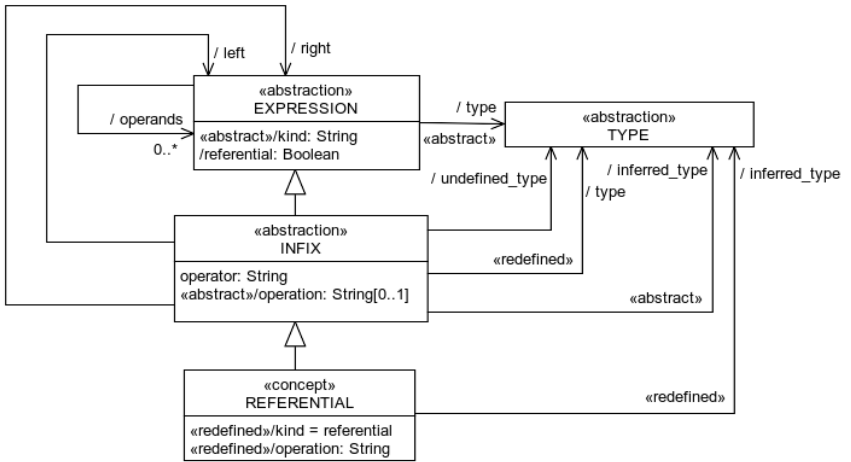 / left
/ right
«abstraction»
EXPRESSION
/ operands
0..*
«abstract»/kind: String
/referential: Boolean
/ type
«abstract»
«abstraction»
TYPE
/ undefined_type
/ type
/ inferred_type
/ inferred_type
«abstraction»
INFIX
operator: String
«abstract»/operation: String[0..1]
«redefined»
«abstract»
«concept»
REFERENTIAL
«redefined»/kind = referential
«redefined»/operation: String
«redefined»